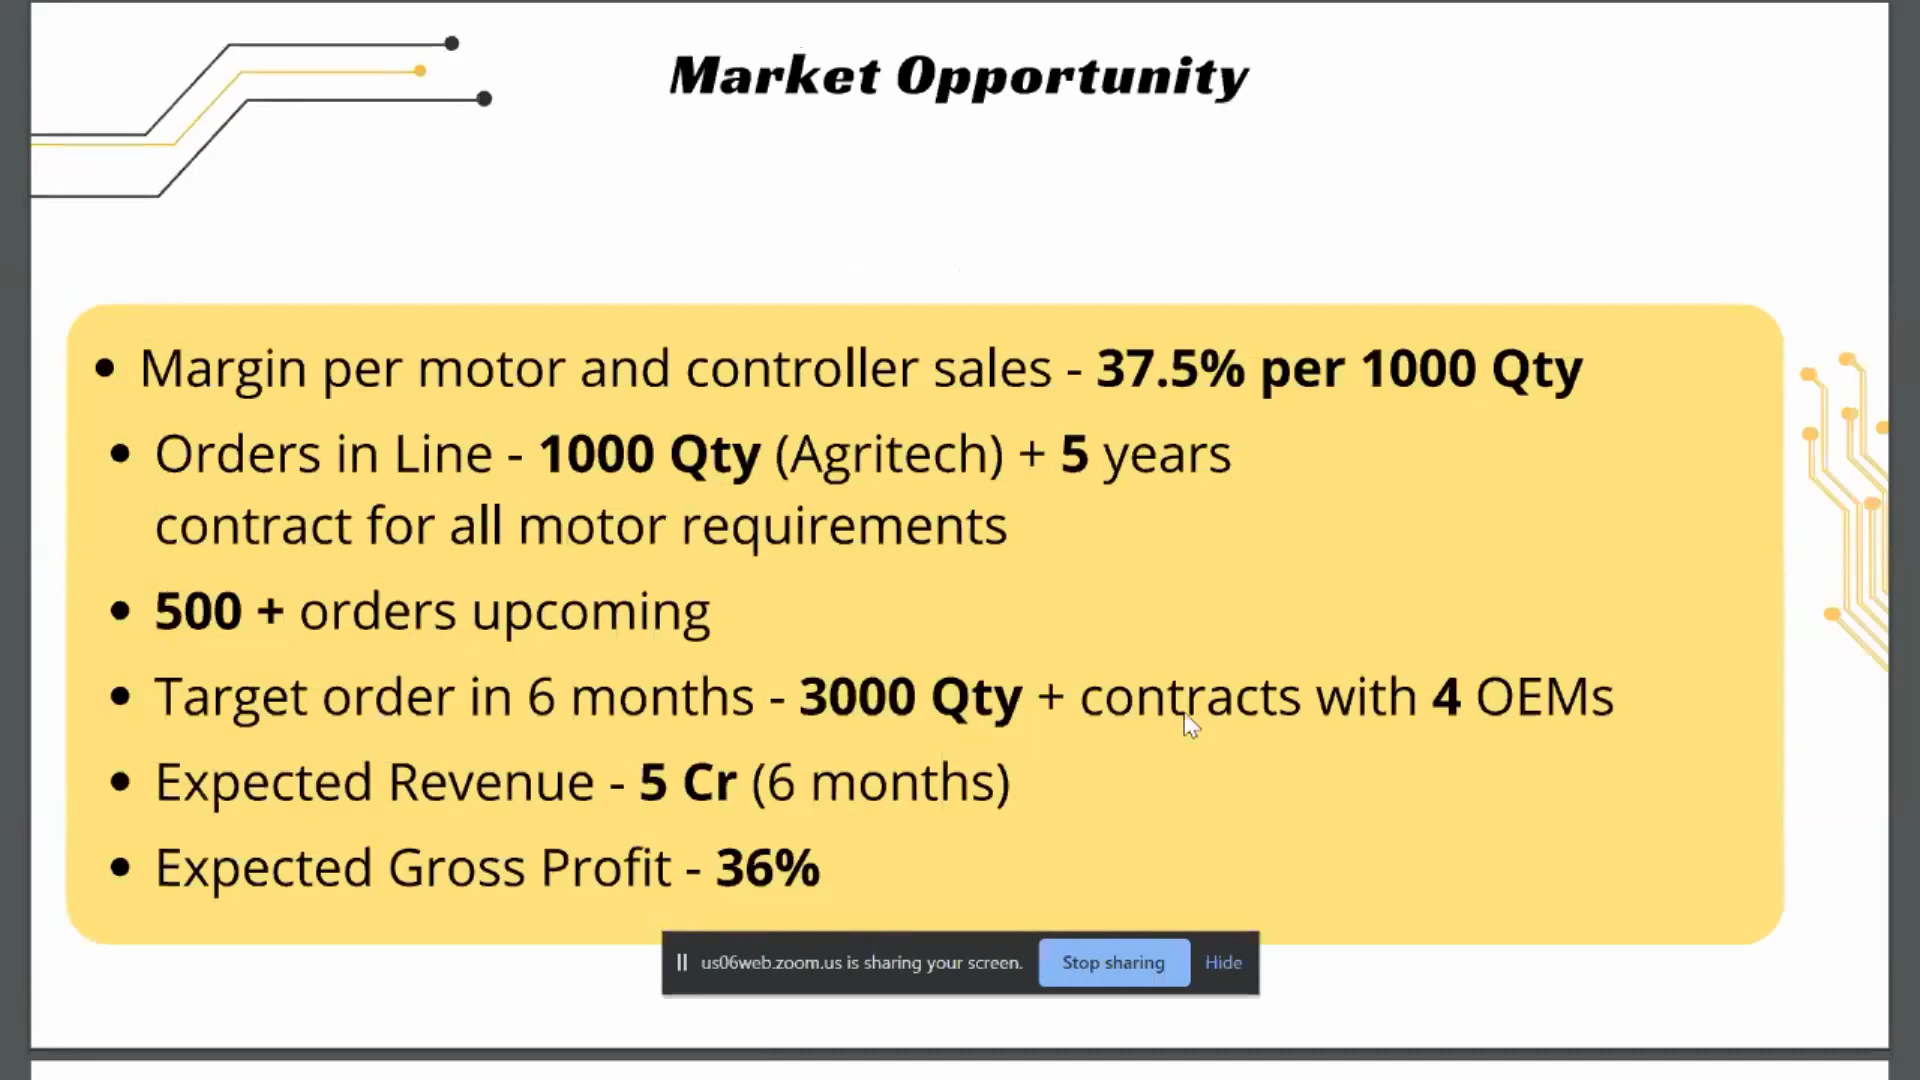 Market Opportunity
• Margin per motor and controller sales - 37.5% per 1000 Qty
• Orders in Line - 1000 Qty (Agritech) + 5 years
contract for all motor requirements
• 500 + orders upcoming
• Target order in 6 months - 3000 Qty + contracts with 4 OEMs
• Expected Revenue - 5 Cr (6 months)
• Expected Gross Profit - 36%
us06web.zoom.us is sharing your screen. Stop sharing Hide